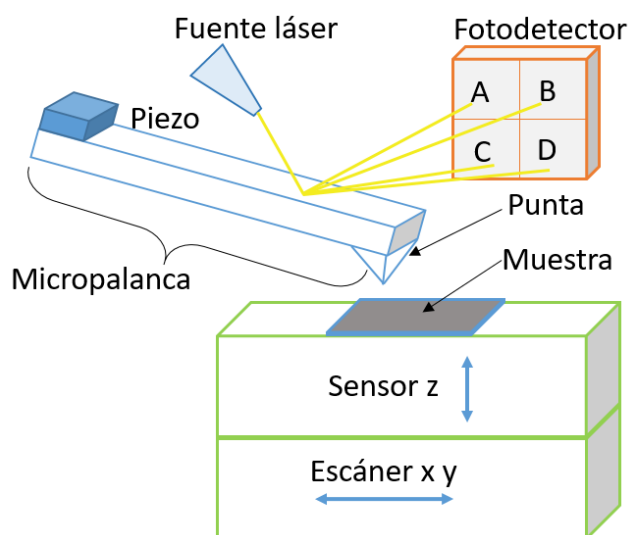 Fuente láser
Fotodetector
Piezo
A
B
C
D
Punta
Micropalanca
Muestra
Sensor z
Escáner x y